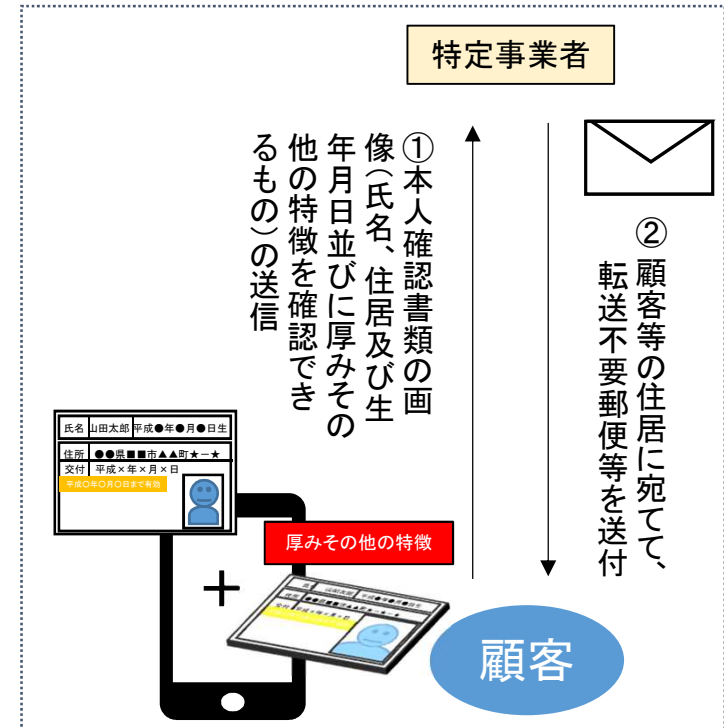 特定事業者
①本人確認書類の画
像(氏名、住居及び生
年月日並びに厚みその
他の特徴を確認でき
るもの)の送信
② 顧客等の住居に宛てて、
転送不要郵便等を送付
氏名 山田太郎 平成●年●月●日生
住所 ●●県■■市▲▲町★ー★
交付 平成×年×月×日
平成〇年〇月〇日まで有効
厚みその他の特徴
+
顧客